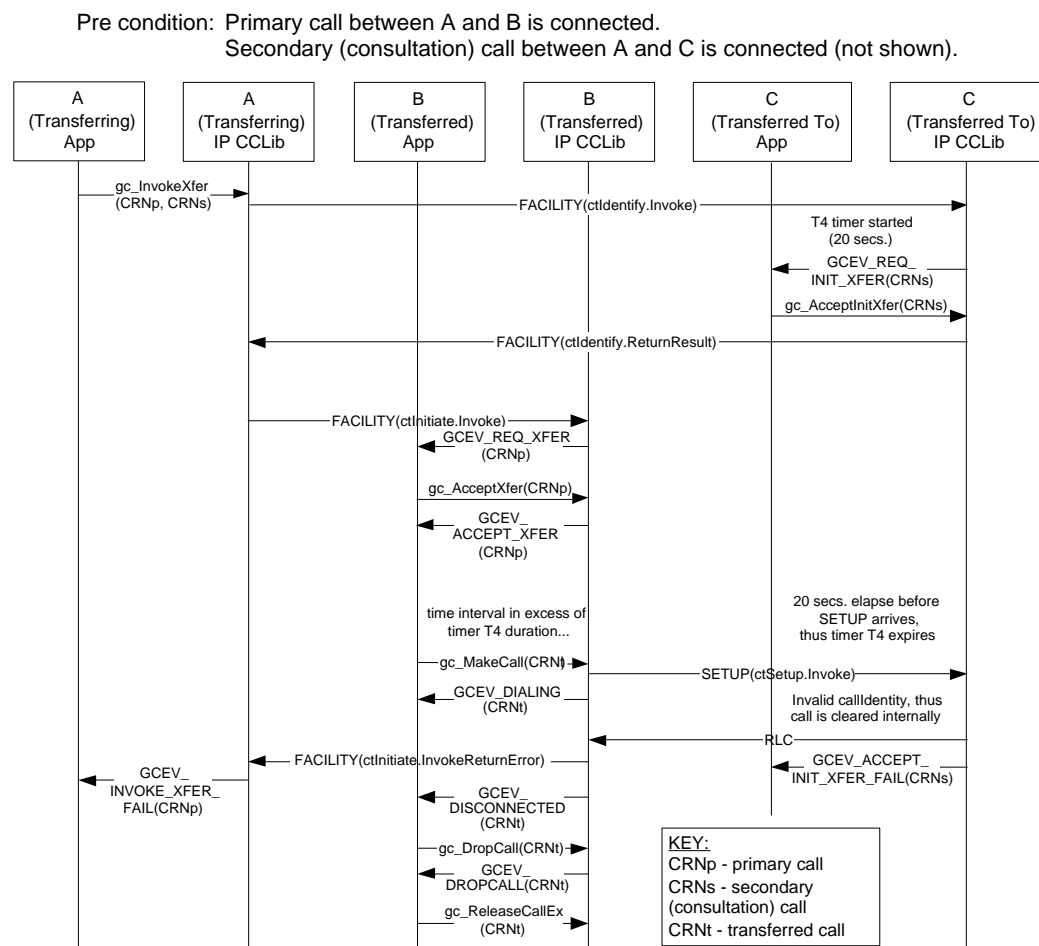 Pre condition: Primary call between A and B is connected.
Secondary (consultation) call between A and C is connected (not shown).
A
(Transferring)
App
A
(Transferring)
IP CCLib
B
(Transferred)
App
B
(Transferred)
IP CCLib
C
(Transferred To)
App
C
(Transferred To)
IP CCLib
gc_InvokeXfer
(CRNp, CRNs)
FACILITY(ctIdentify.Invoke)
T4 timer started
(20 secs.)
GCEV_REQ_
INIT_XFER(CRNs)
gc_AcceptInitXfer(CRNs)
FACILITY(ctIdentify.ReturnResult)
FACILITY(ctInitiate.Invoke)
GCEV_REQ_XFER
(CRNp)
gc_AcceptXfer(CRNp)
GCEV_
ACCEPT_XFER
(CRNp)
time interval in excess of
timer T4 duration...
20 secs. elapse before
SETUP arrives,
thus timer T4 expires
gc_MakeCall(CRNt)
SETUP(ctSetup.Invoke)
GCEV_DIALING
(CRNt)
Invalid callIdentity, thus
call is cleared internally
RLC
FACILITY(ctInitiate.InvokeReturnError)
GCEV_ACCEPT_
INIT_XFER_FAIL(CRNs)
GCEV_
INVOKE_XFER_
FAIL(CRNp)
GCEV_
DISCONNECTED
(CRNt)
gc_DropCall(CRNt)
GCEV_
DROPCALL(CRNt)
gc_ReleaseCallEx
(CRNt)
KEY:
CRNp - primary call
CRNs - secondary
(consultation) call
CRNt - transferred call